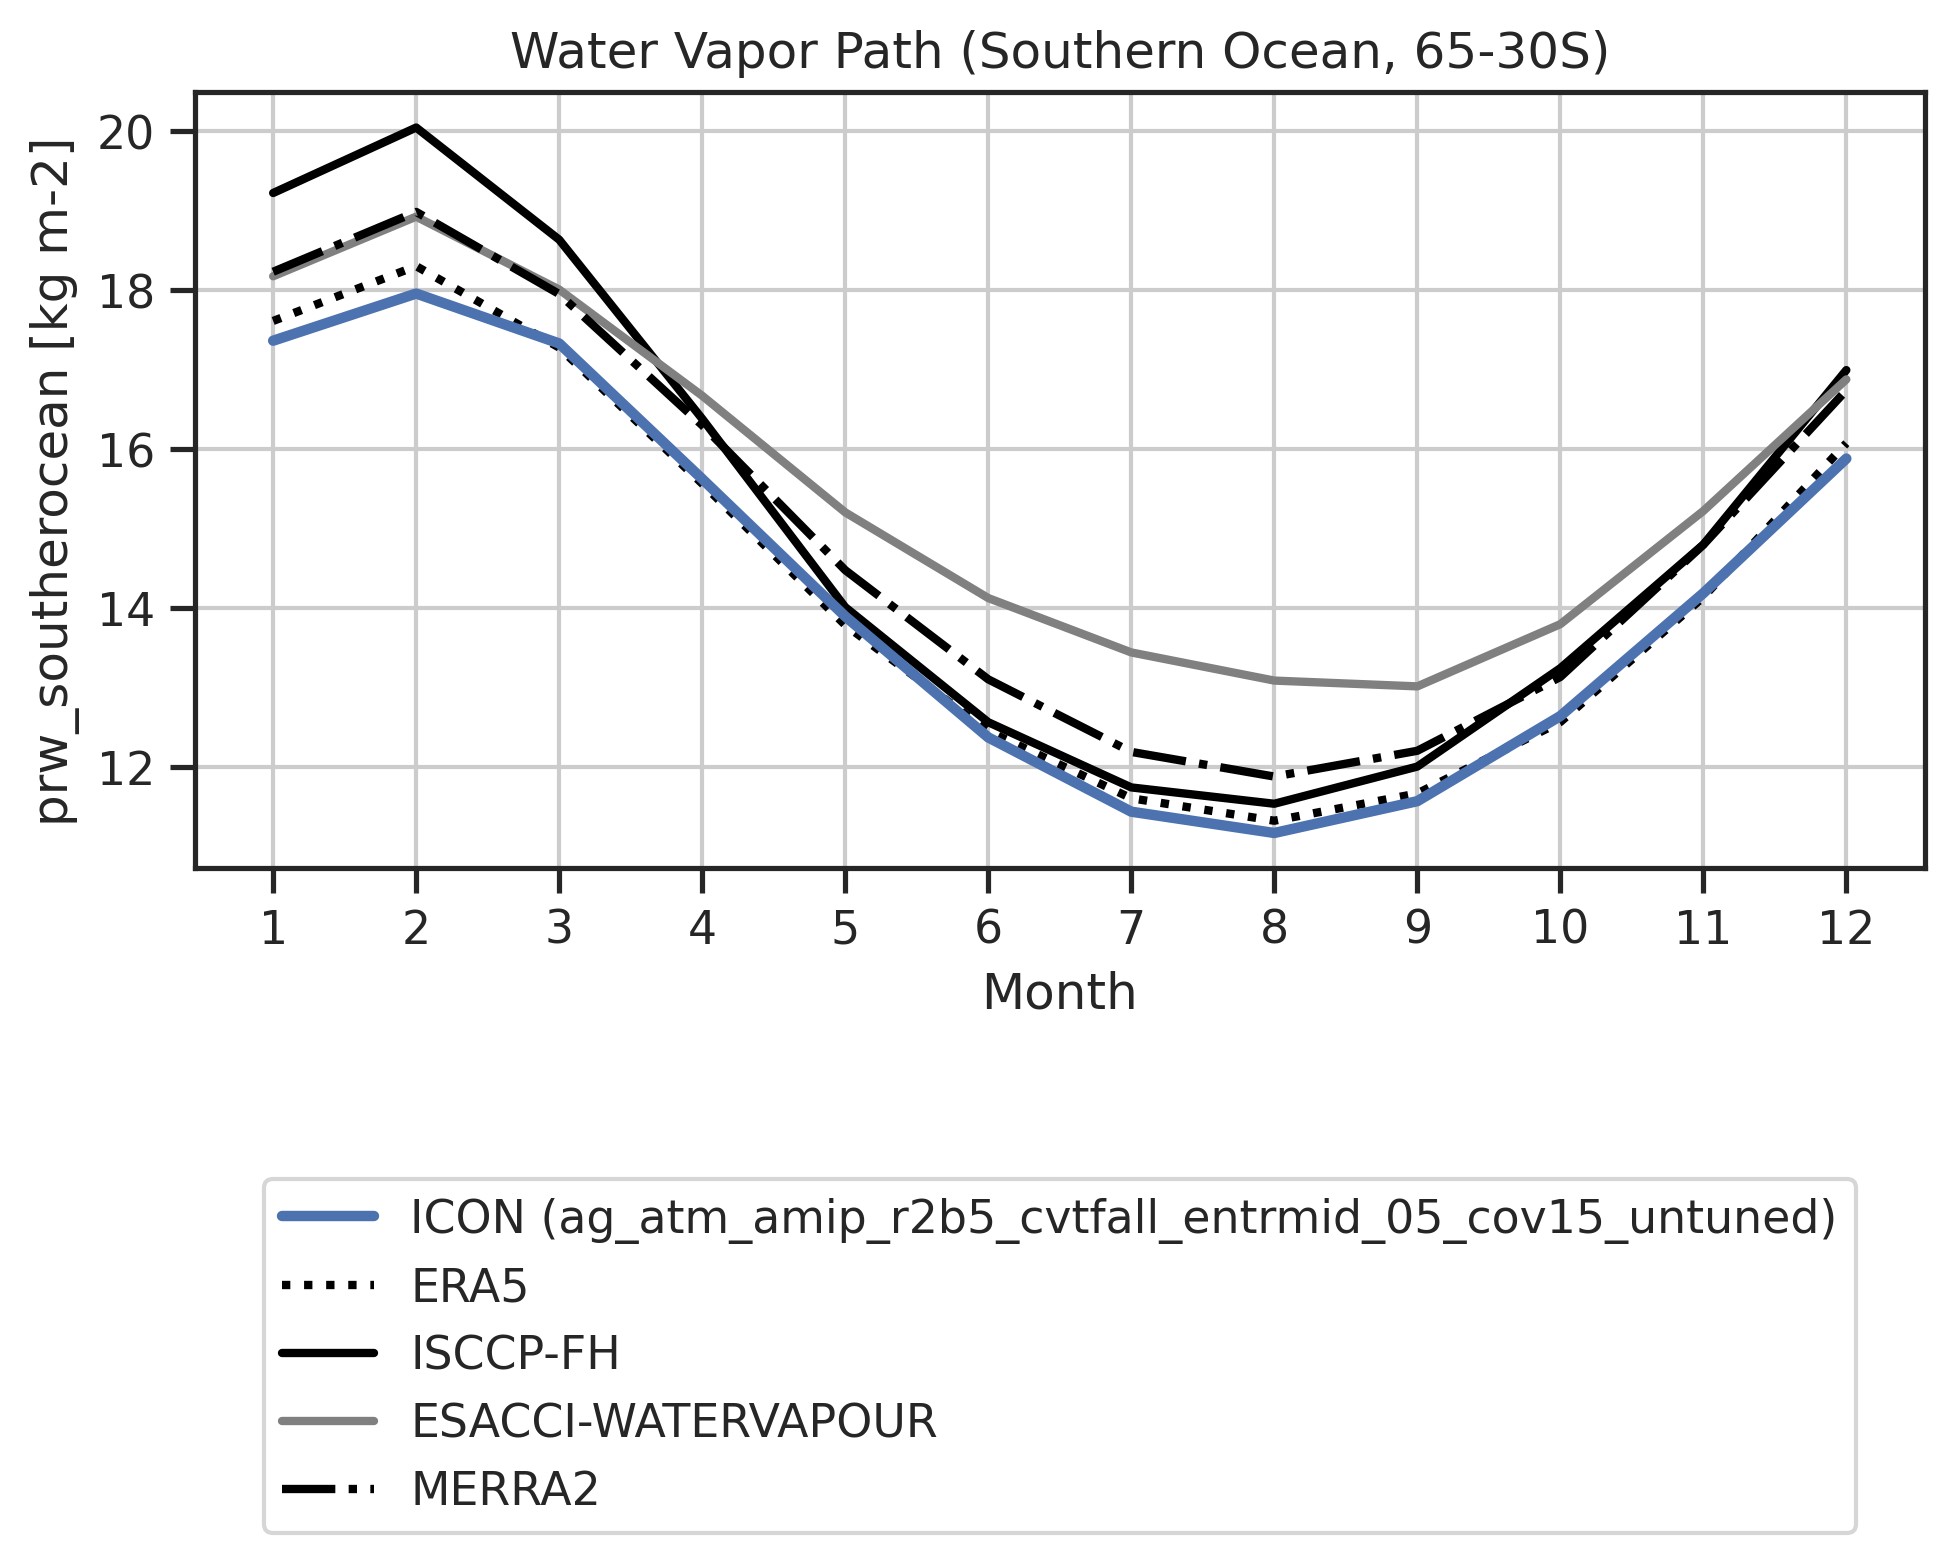 Water Vapor Path (Southern Ocean, 65-30S)
prw_southerocean [kg m-2]
20
18
16
14
12
1 2 3 4 5 6 7 8 9 10 11 12
Month
ICON (ag_atm_amip_r2b5_cvtfall_entrmid_05_cov15_untuned)
ERA5
ISCCP-FH
ESACCI-WATERVAPOUR
MERRA2